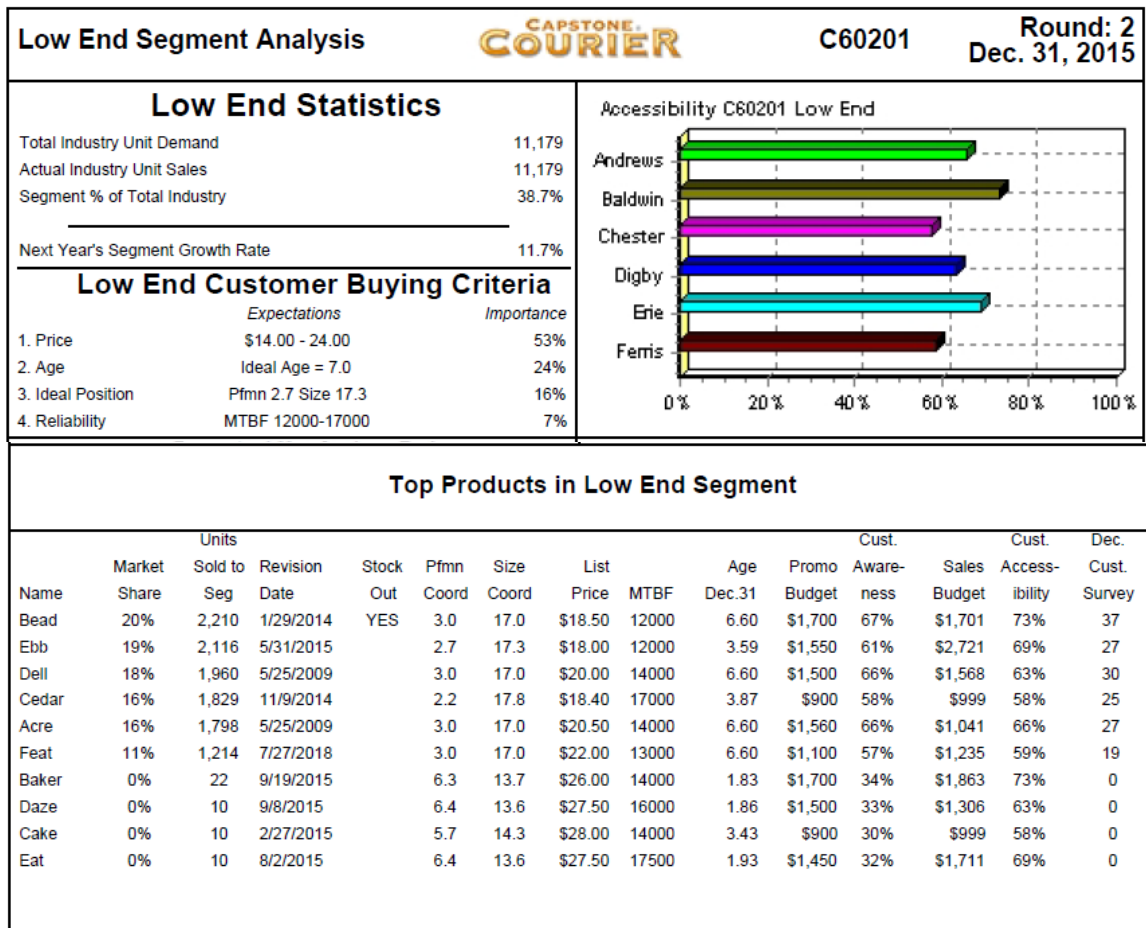 Low End Segment Analysis
CAPSTONE
COURIER
C60201
Round: 2
Dec. 31, 2015
Low End Statistics
Total Industry Unit Demand 11,179
Actual Industry Unit Sales 11,179
Segment % of Total Industry 38.7%
Next Year's Segment Growth Rate 11.7%
Low End Customer Buying Criteria
Expectations Importance
1. Price $14.00 - 24.00 53%
2. Age Ideal Age = 7.0 24%
3. Ideal Position Pfmn 2.7 Size 17.3 16%
4. Reliability MTBF 12000-17000 7%
Accessibility C60201 Low End
Andrews
Baldwin
Chester
Digby
Erie
Ferris
0% 20% 40% 60% 80% 100%
Top Products in Low End Segment
Units Cust. Cust. Dec.
Market Sold to Revision Stock Pfmn Size List Age Promo Aware- Sales Access- Cust.
Name Share Seg Date Out Coord Coord Price MTBF Dec.31 Budget ness Budget ibility Survey
Bead 20% 2,210 1/29/2014 YES 3.0 17.0 $18.50 12000 6.60 $1,700 67% $1,701 73% 37
Ebb 19% 2,116 5/31/2015 2.7 17.3 $18.00 12000 3.59 $1,550 61% $2,721 69% 27
Dell 18% 1,960 5/25/2009 3.0 17.0 $20.00 14000 6.60 $1,500 66% $1,568 63% 30
Cedar 16% 1,829 11/9/2014 2.2 17.8 $18.40 17000 3.87 $900 58% $999 58% 25
Acre 16% 1,798 5/25/2009 3.0 17.0 $20.50 14000 6.60 $1,560 66% $1,041 66% 27
Feat 11% 1,214 7/27/2018 3.0 17.0 $22.00 13000 6.60 $1,100 57% $1,235 59% 19
Baker 0% 22 9/19/2015 6.3 13.7 $26.00 14000 1.83 $1,700 34% $1,863 73% 0
Daze 0% 10 9/8/2015 6.4 13.6 $27.50 16000 1.86 $1,500 33% $1,306 63% 0
Cake 0% 10 2/27/2015 5.7 14.3 $28.00 14000 3.43 $900 30% $999 58% 0
Eat 0% 10 8/2/2015 6.4 13.6 $27.50 17500 1.93 $1,450 32% $1,711 69% 0